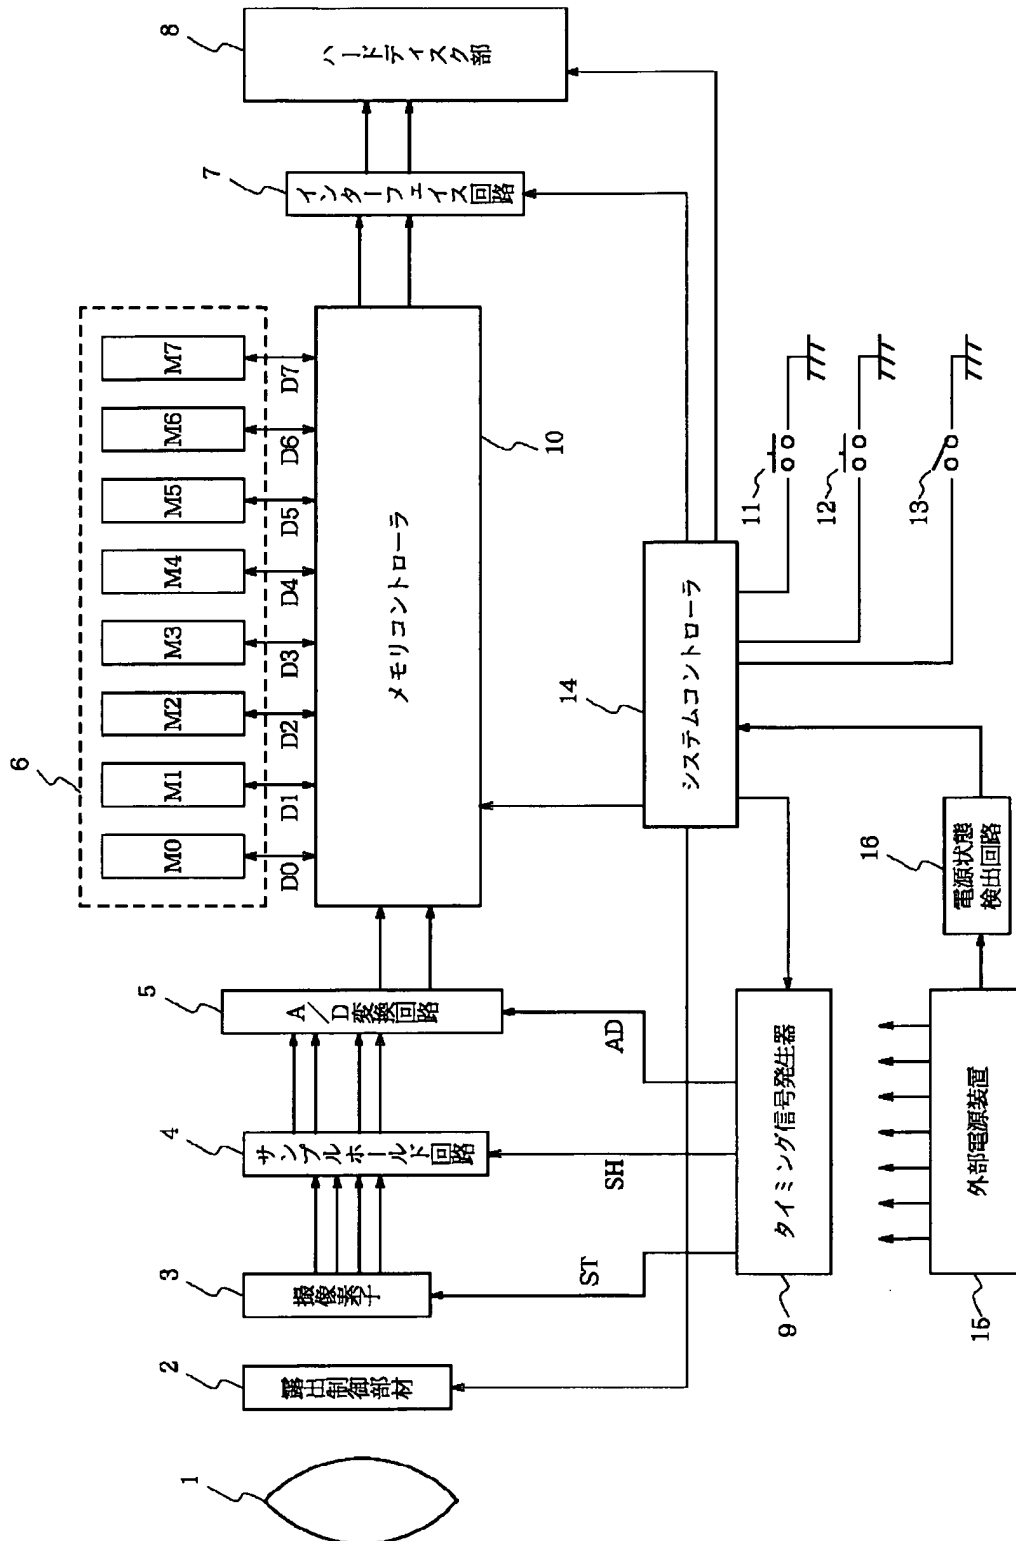 1
2
露出制御部材
3
撮像素子
4
サンプルホールド回路
5
A/D変換回路
6
M0
M1
M2
M3
M4
M5
M6
M7
D0
D1
D2
D3
D4
D5
D6
D7
メモリコントローラ
10
7
インターフェイス回路
8
ハードディスク部
ST
SH
AD
14
システムコントローラ
11
12
13
9
タイミング信号発生器
15
外部電源装置
16
電源状態
検出回路